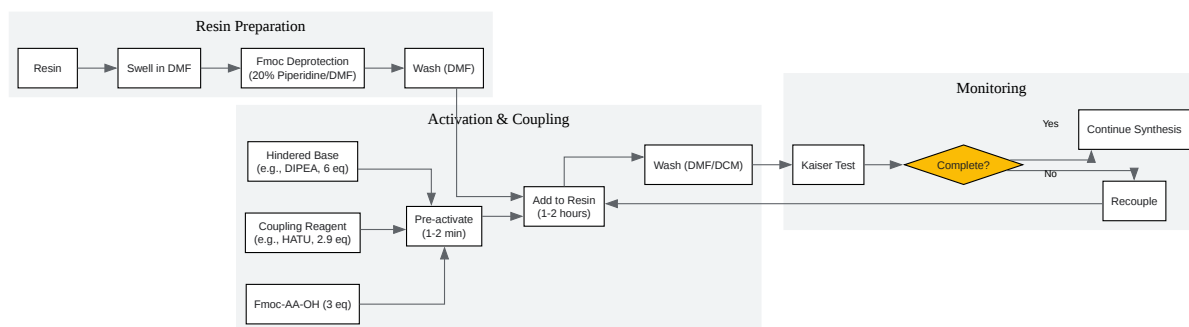 Resin Preparation
Resin
Swell in DMF
Fmoc Deprotection
(20% Piperidine/DMF)
Wash (DMF)
Activation & Coupling
Hindered Base
(e.g., DIPEA, 6 eq)
Coupling Reagent
(e.g., HATU, 2.9 eq)
Fmoc-AA-OH (3 eq)
Pre-activate
(1-2 min)
Add to Resin
(1-2 hours)
Wash (DMF/DCM)
Monitoring
Kaiser Test
Complete?
Yes
Continue Synthesis
No
Recouple